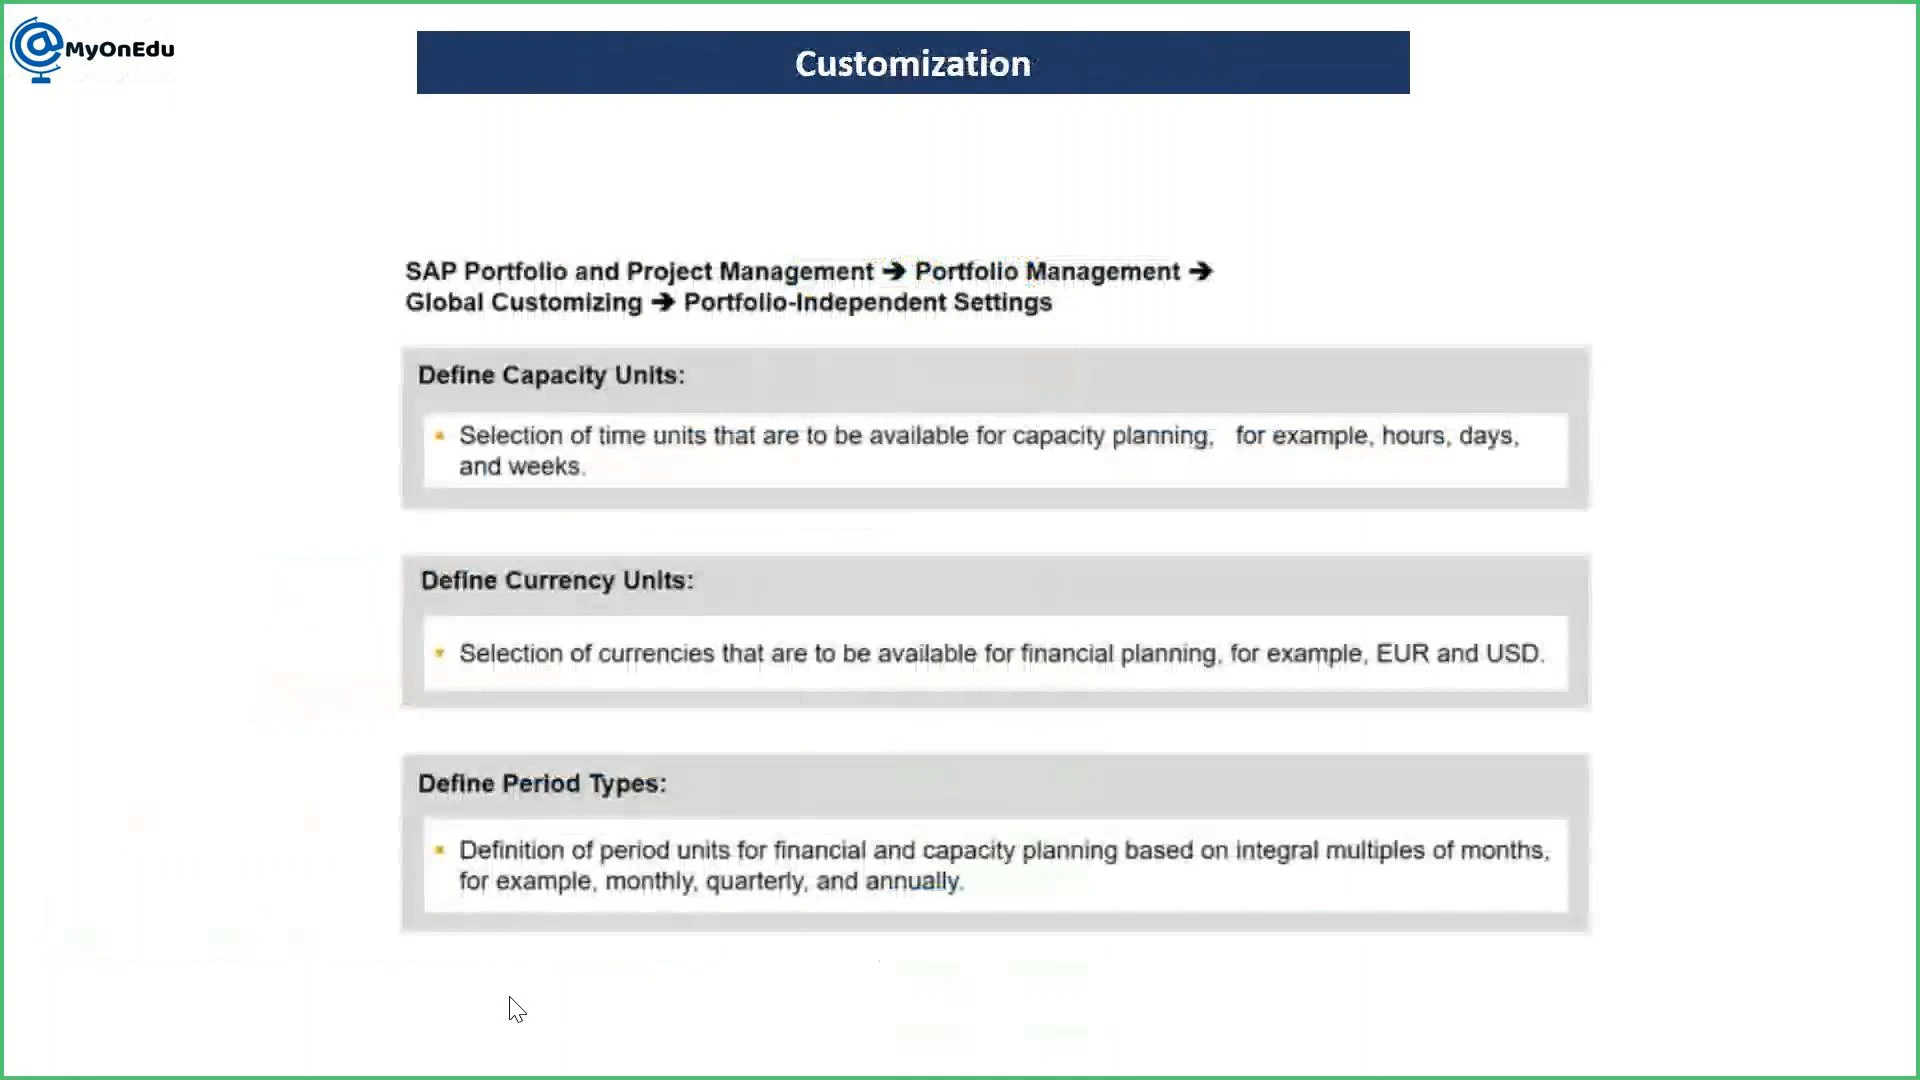 MyOnEdu
Customization
SAP Portfolio and Project Management ➔ Portfolio Management ➔
Global Customizing ➔ Portfolio-Independent Settings
Define Capacity Units:
▪ Selection of time units that are to be available for capacity planning, for example, hours, days,
and weeks.
Define Currency Units:
▪ Selection of currencies that are to be available for financial planning, for example, EUR and USD.
Define Period Types:
▪ Definition of period units for financial and capacity planning based on integral multiples of months,
for example, monthly, quarterly, and annually.